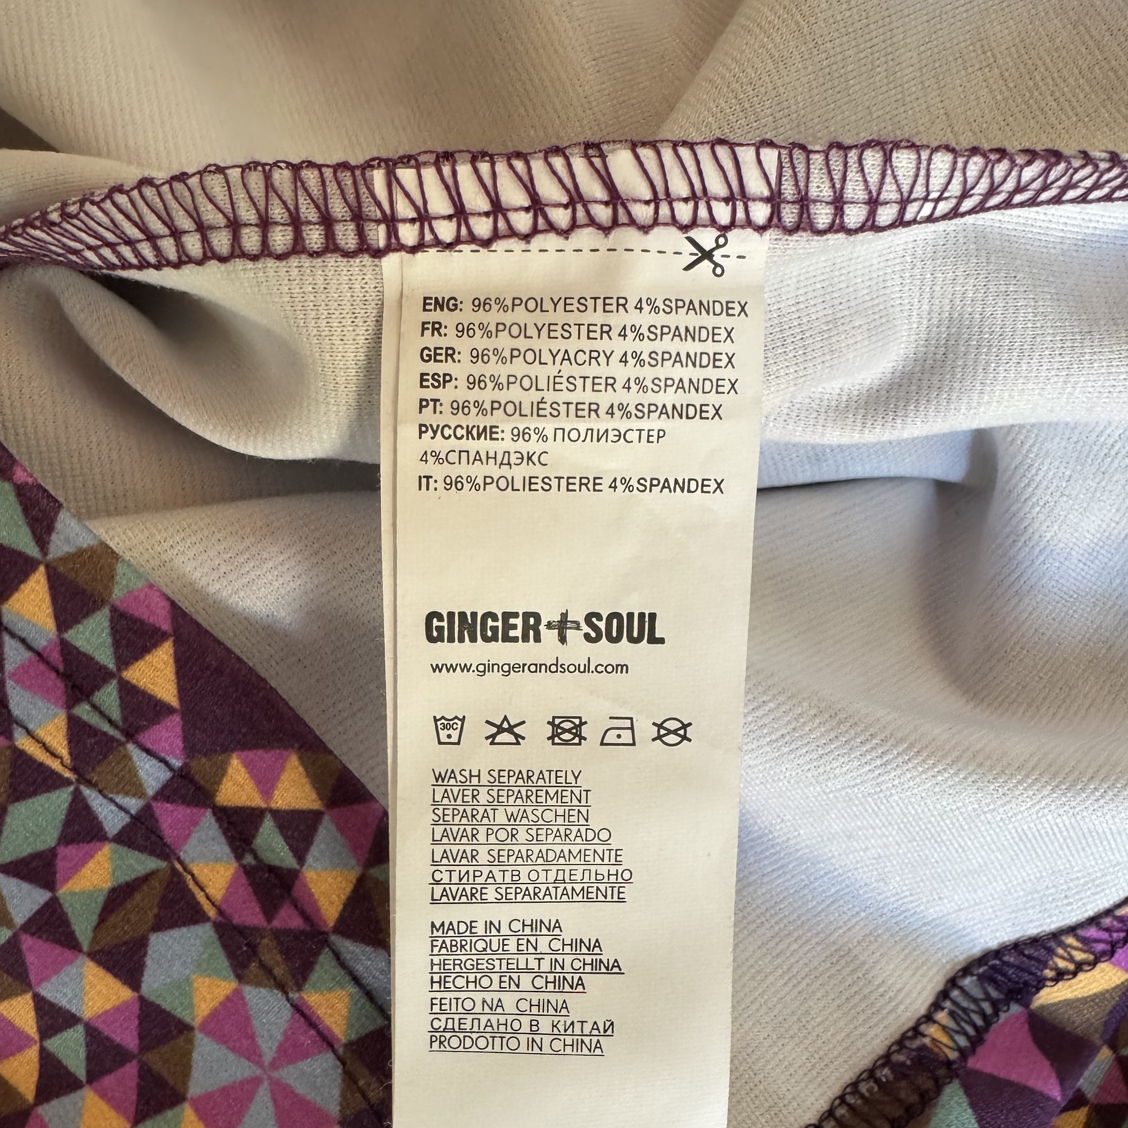 ENG: 96%POLYESTER 4%SPANDEX
FR: 96%POLYESTER 4%SPANDEX
GER: 96%POLYACRY 4%SPANDEX
ESP: 96%POLIÉSTER 4%SPANDEX
PT: 96%POLIÉSTER 4%SPANDEX
РУССКИЕ: 96% ПОЛИЭСТЕР
4%СПАНДЭКС
IT: 96%POLIESTERE 4%SPANDEX
GINGER+SOUL
www.gingerandsoul.com
30C
WASH SEPARATELY
LAVER SEPAREMENT
SEPARAT WASCHEN
LAVAR POR SEPARADO
LAVAR SEPARADAMENTE
СТИРАТВ ОТДЕЛЬНО
LAVARE SEPARATAMENTE
MADE IN CHINA
FABRIQUE EN CHINA
HERGESTELLT IN CHINA
HECHO EN CHINA
FEITO NA CHINA
СДЕЛАНО В КИТАЙ
PRODOTTO IN CHINA